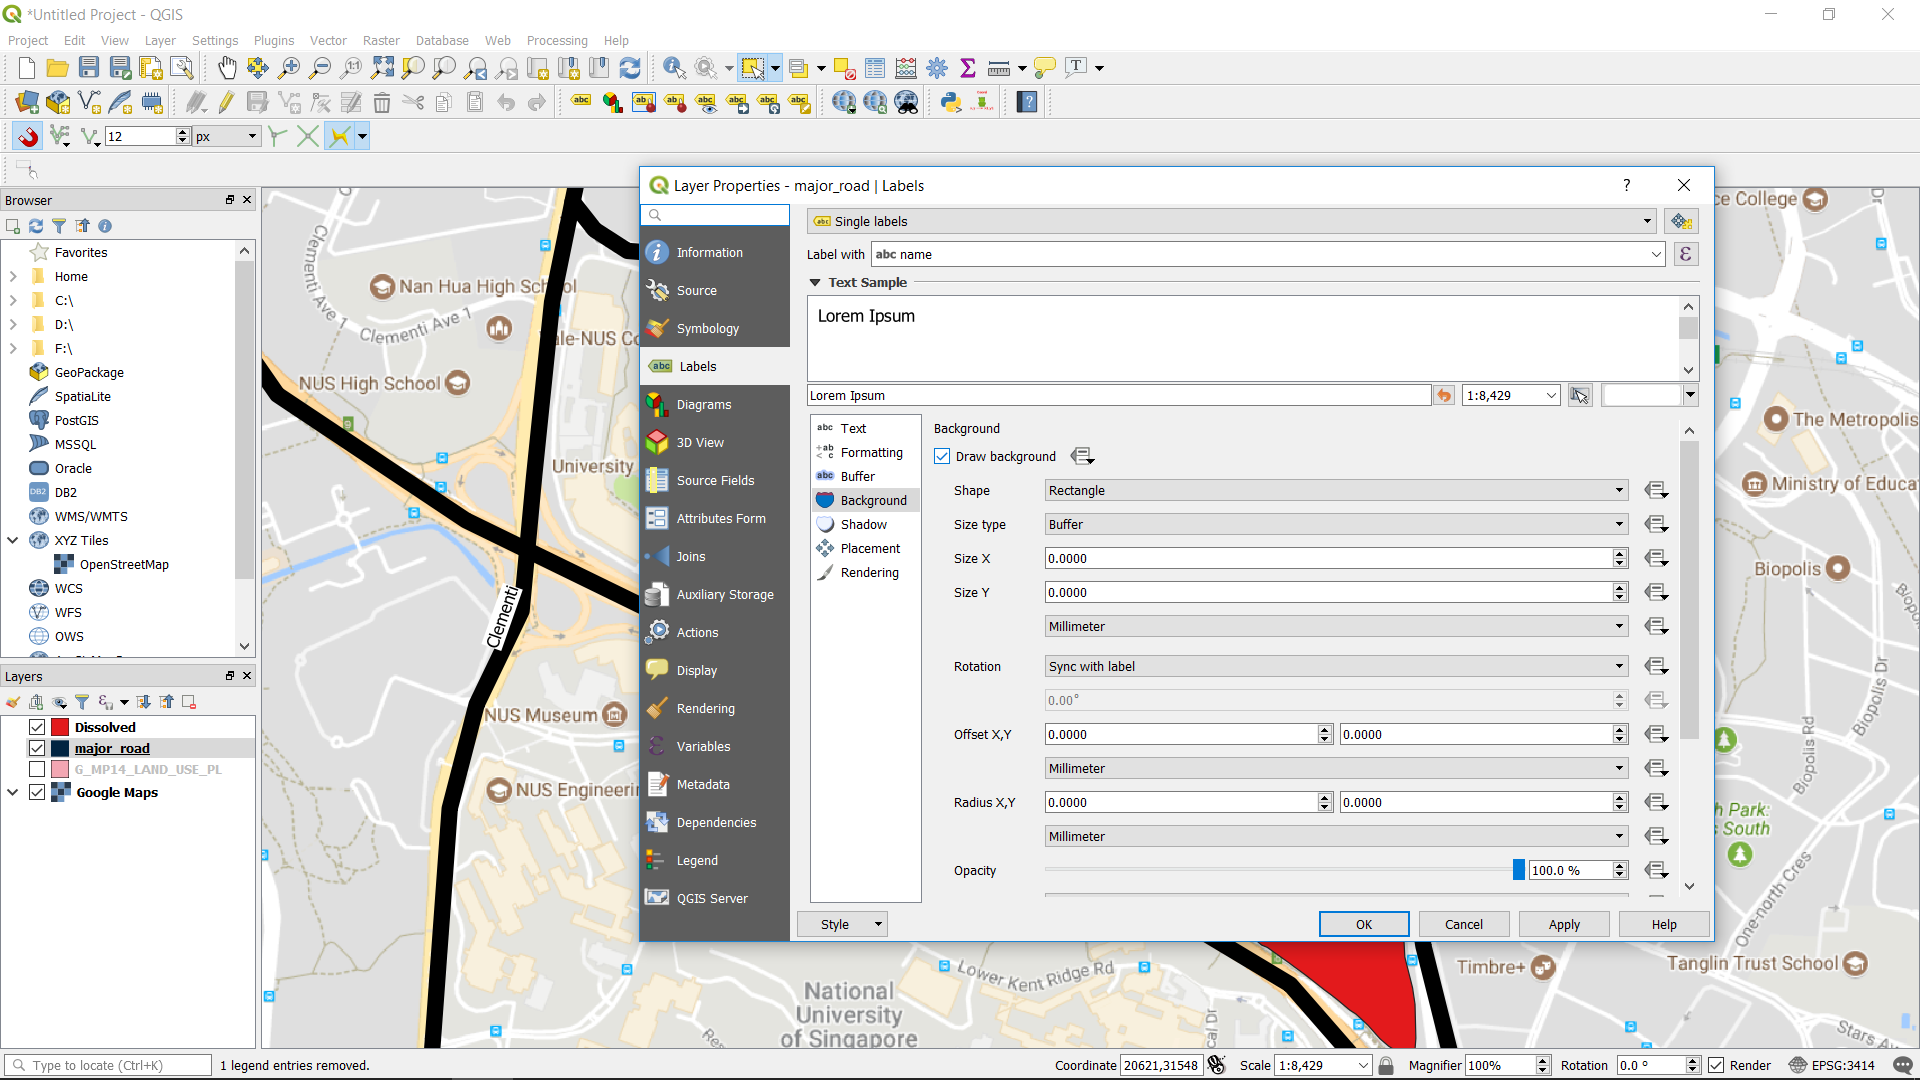 *Untitled Project - QGIS
Project Edit View Layer Settings Plugins Vector Raster Database Web Processing Help
12
px
Browser
Favorites
Home
C:\
D:\
F:\
GeoPackage
SpatiaLite
PostGIS
MSSQL
Oracle
DB2
WMS/WMTS
XYZ Tiles
OpenStreetMap
WCS
WFS
OWS
Layers
Dissolved
major_road
G_MP14_LAND_USE_PL
Google Maps
Clementi Ave 1
Nan Hua High School
Clementi Ave 1
Yale-NUS Co
NUS High School
9
University
Clementi
NUS Museum
NUS Engineerin
Lower Kent Ridge Rd
National
University
of Singapore
Layer Properties - major_road | Labels
?
Information
Source
Symbology
Labels
Diagrams
3D View
Source Fields
Attributes Form
Joins
Auxiliary Storage
Actions
Display
Rendering
Variables
Metadata
Dependencies
Legend
QGIS Server
Single labels
Label with abc name
Text Sample
Lorem Ipsum
Lorem Ipsum
1:8,429
Text
Formatting
Buffer
Background
Shadow
Placement
Rendering
Background
Draw background
Shape Rectangle
Size type Buffer
Size X 0.0000
Size Y 0.0000
Millimeter
Rotation Sync with label
0.00°
Offset X,Y 0.0000 0.0000
Millimeter
Radius X,Y 0.0000 0.0000
Millimeter
Opacity 100.0 %
Style OK Cancel Apply Help
ce College
The Metropolis
Ministry of Educa
Biopolis
Biopolis Dr
Biopolis Rd
h Park:
s South
One-north Cres
Timbre+
Tanglin Trust School
Stars Ave
Type to locate (Ctrl+K)
1 legend entries removed.
Coordinate 20621,31548 Scale 1:8,429 Magnifier 100% Rotation 0.0 ° Render EPSG:3414